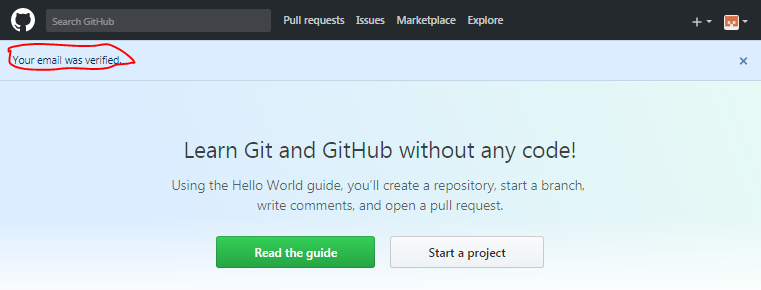 Search GitHub
Pull requests Issues Marketplace Explore
Your email was verified.
Learn Git and GitHub without any code!
Using the Hello World guide, you’ll create a repository, start a branch,
write comments, and open a pull request.
Read the guide
Start a project